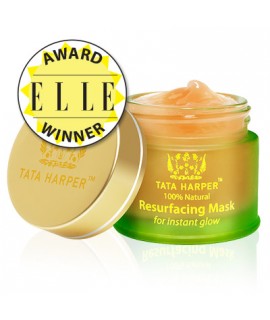 AWARD
ELLE
WINNER
TATA HARPER™
TATA HARPER™
100% Natural
Resurfacing Mask
for instant glow